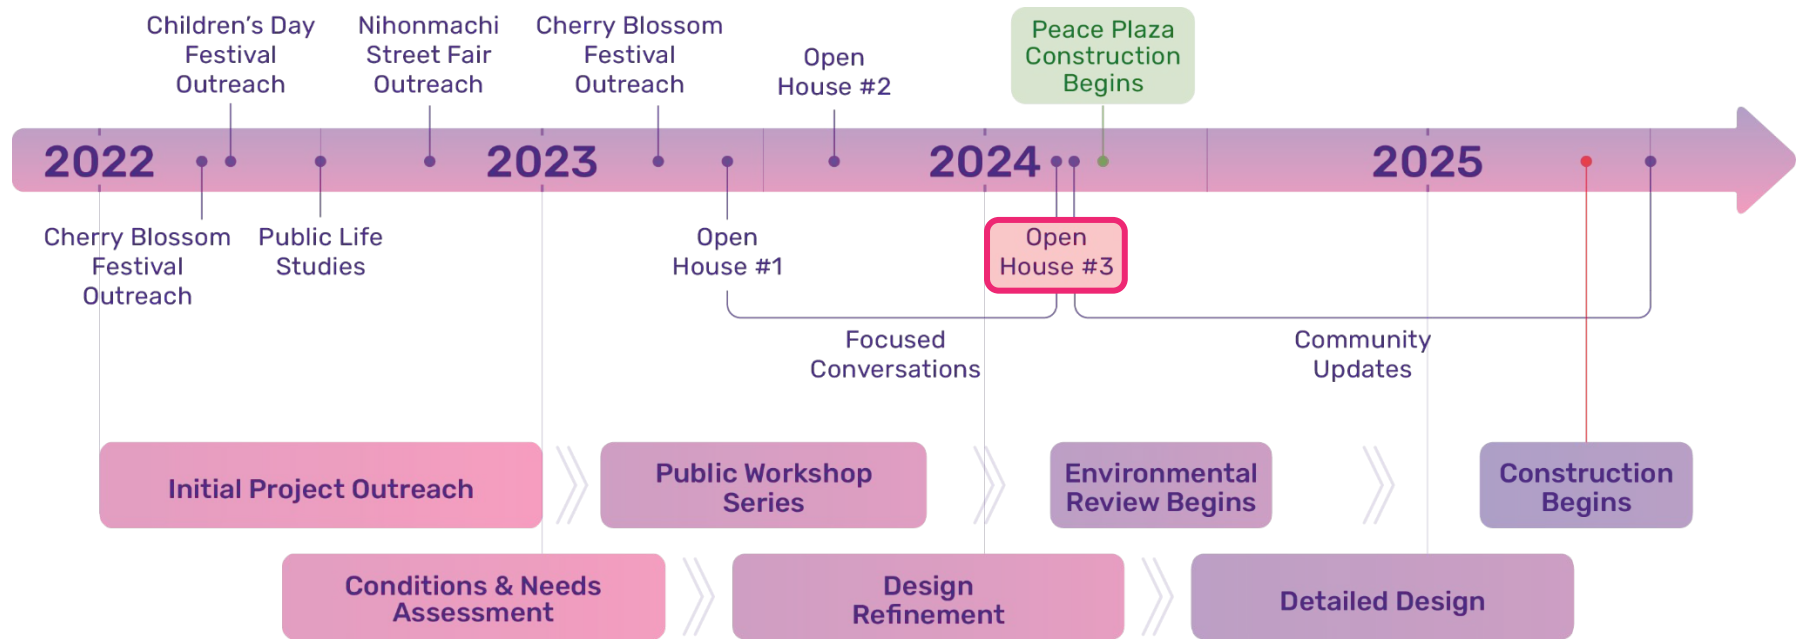 Children's Day
Festival
Outreach
Nihonmachi
Street Fair
Outreach
Cherry Blossom
Festival
Outreach
Open
House #2
Peace Plaza
Construction
Begins
2022
2023
2024
2025
Cherry Blossom
Festival
Outreach
Public Life
Studies
Open
House #1
Open
House #3
Focused
Conversations
Community
Updates
Initial Project Outreach
Public Workshop
Series
Environmental
Review Begins
Construction
Begins
Conditions & Needs
Assessment
Design
Refinement
Detailed Design